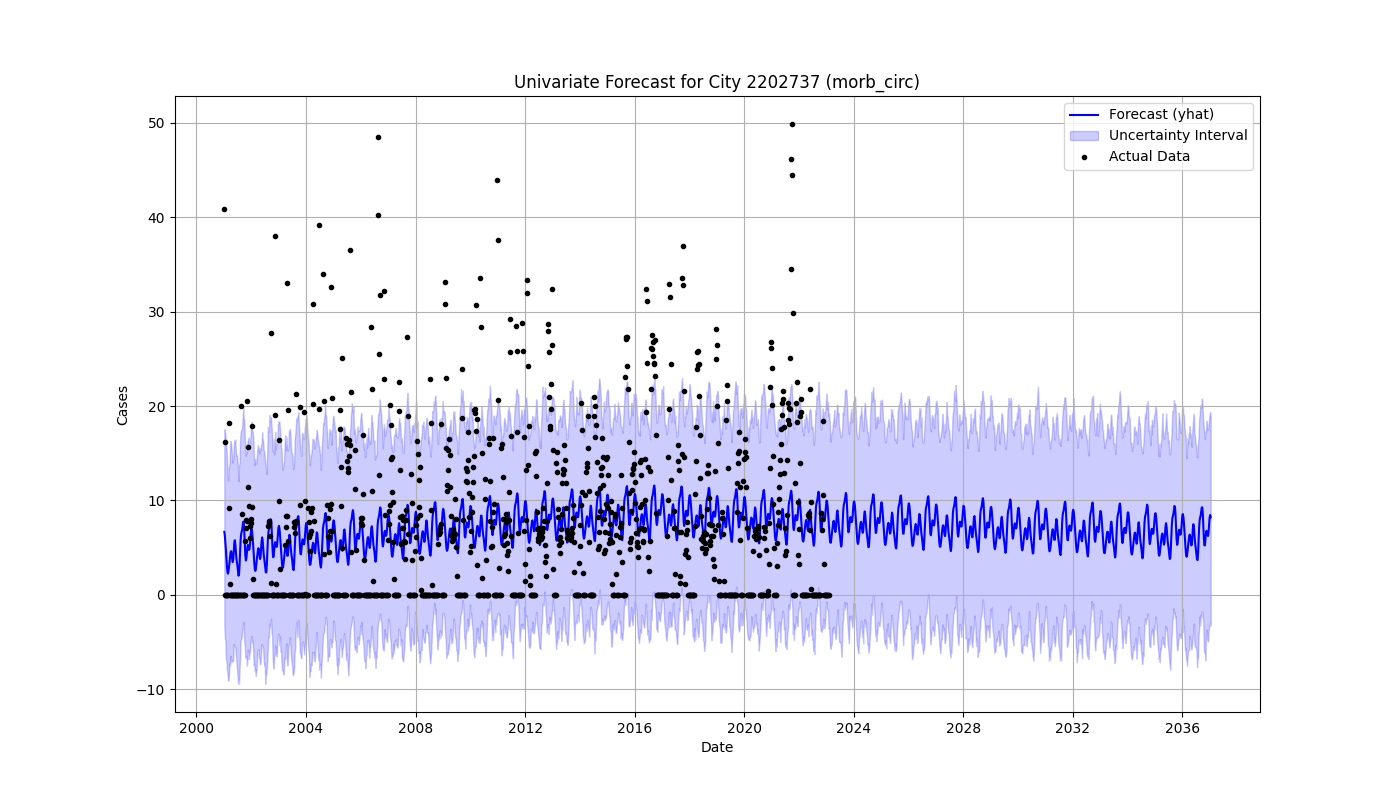 Univariate Forecast for City 2202737 (morb_circ)
Forecast (yhat)
Uncertainty Interval
Actual Data
50
40
30
20
10
0
−10
Cases
2000 2004 2008 2012 2016 2020 2024 2028 2032 2036
Date